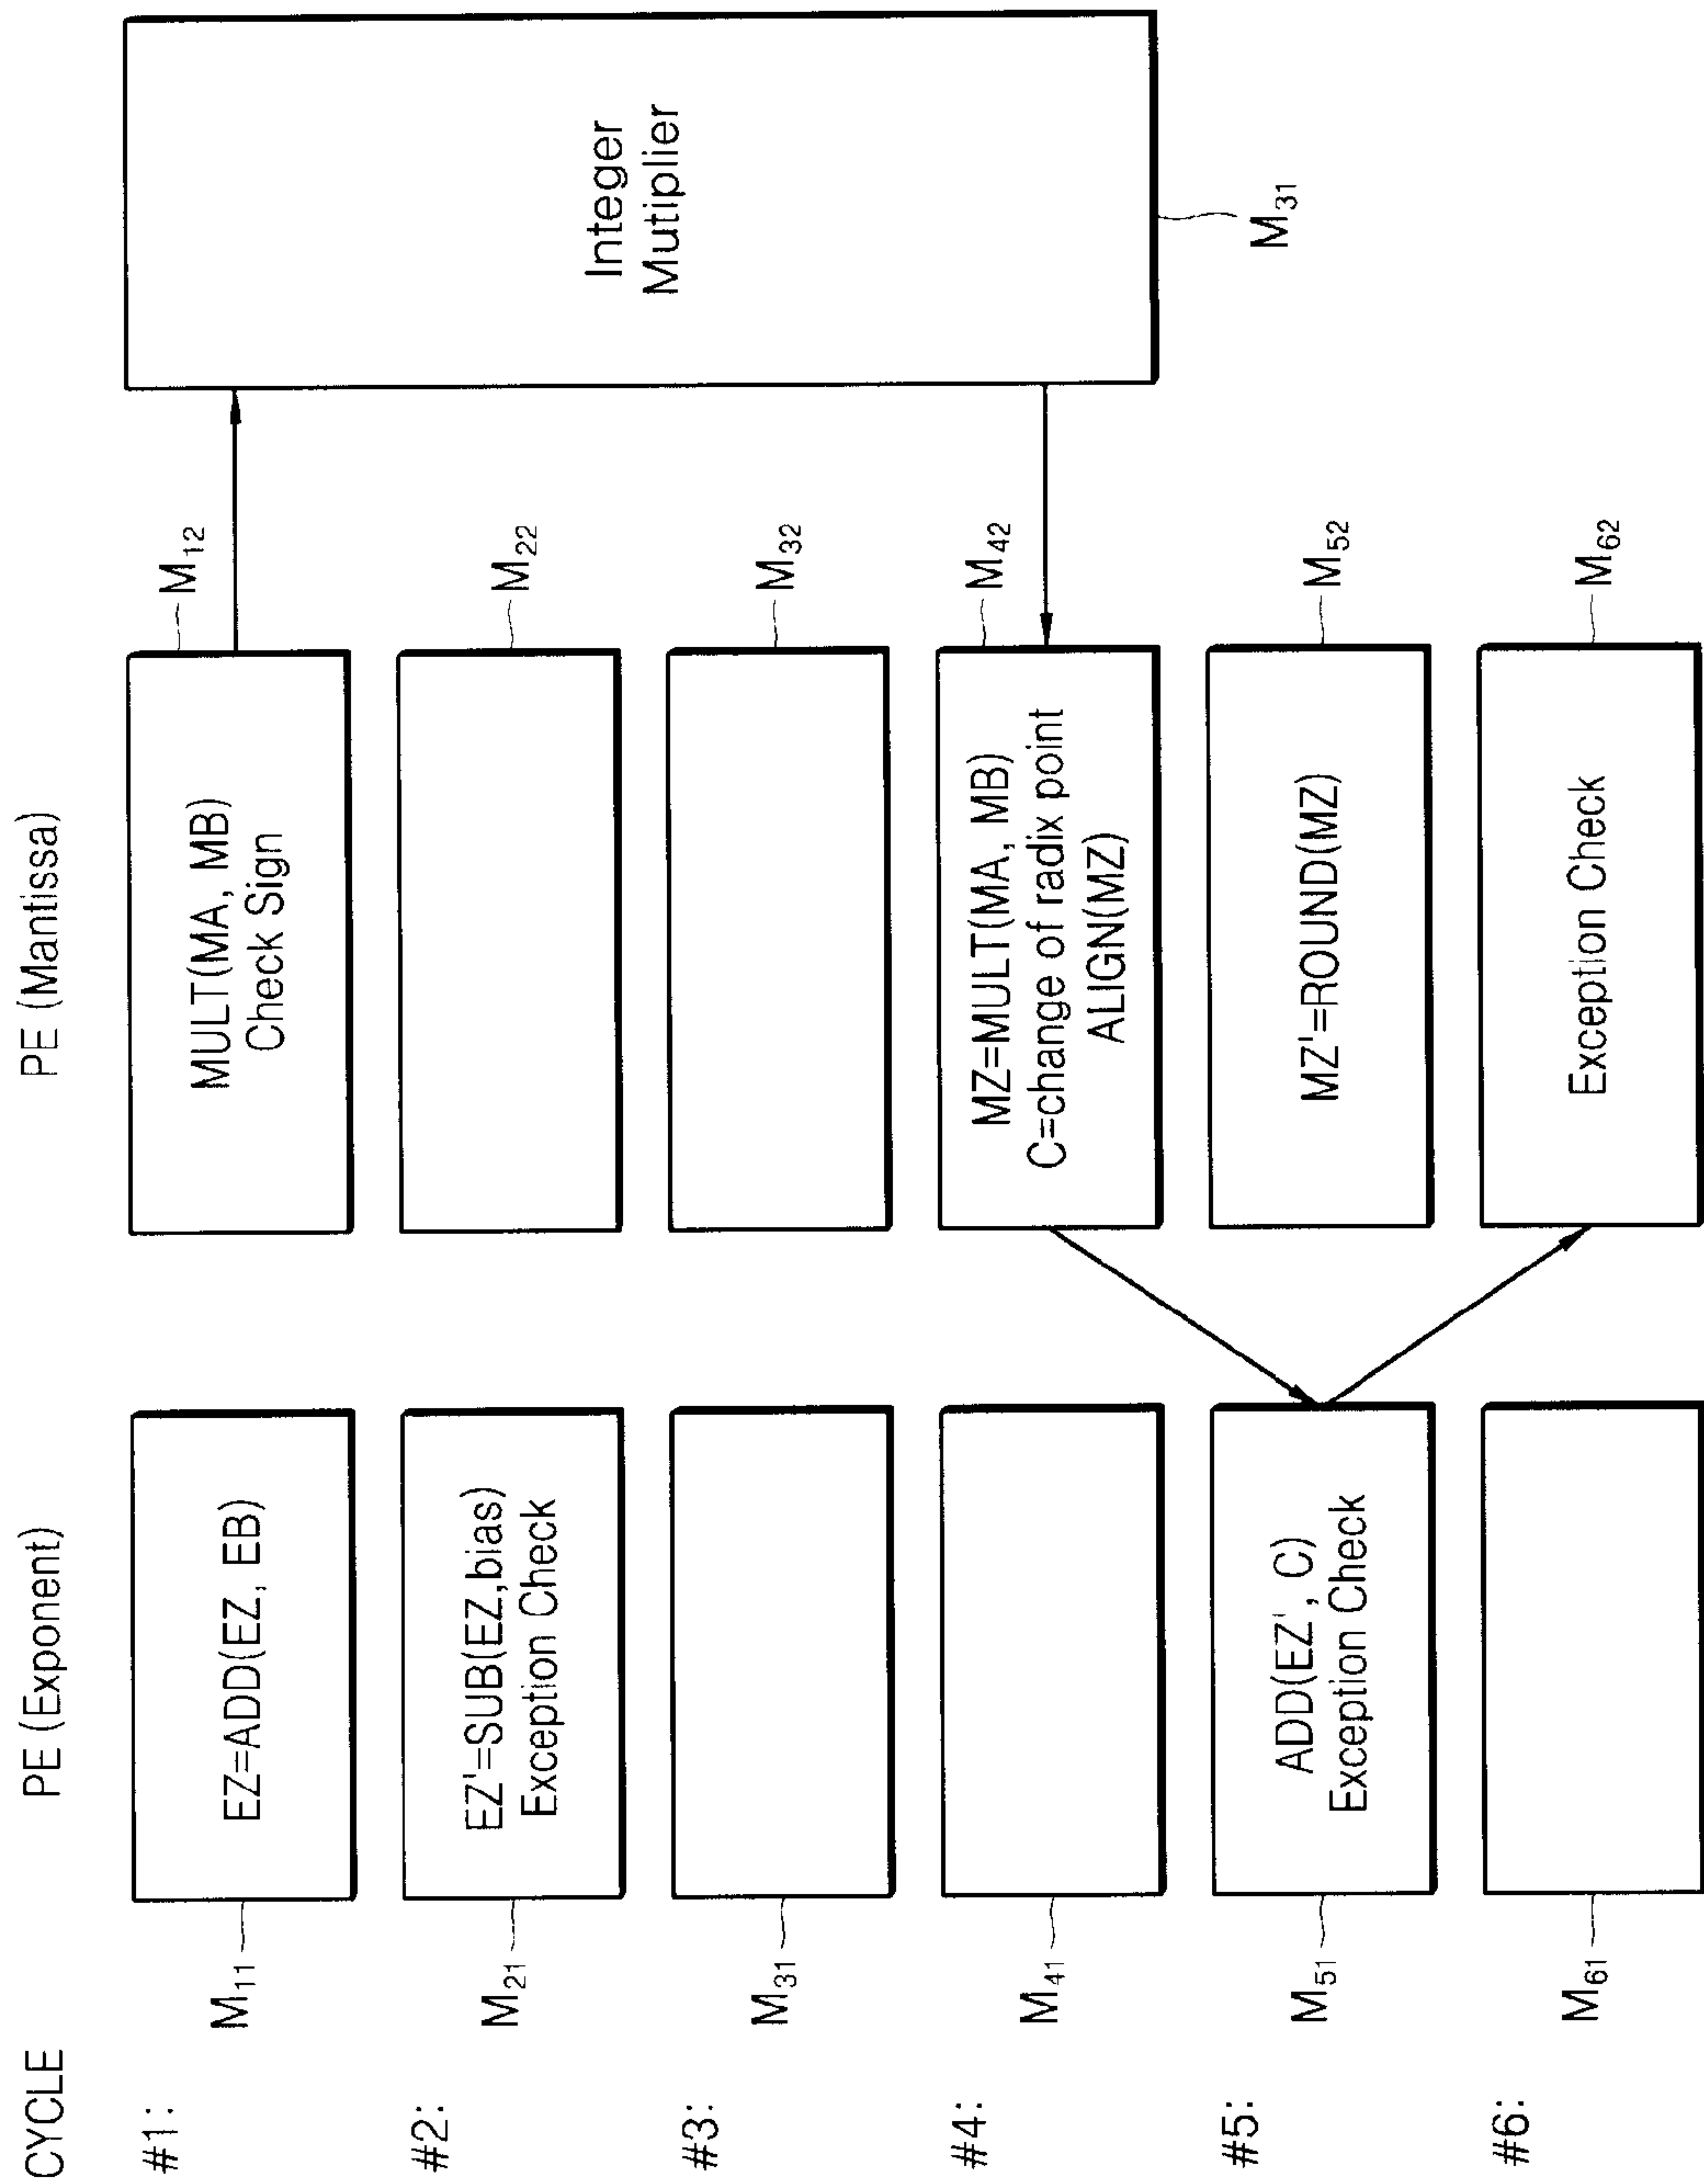 CYCLE
PE (Exponent)
PE (Mantissa)
#1:
M11
EZ=ADD(EZ, EB)
MULT(MA, MB)
Check Sign
M12
Integer
Mutiplier
M31
#2:
M21
EZ'=SUB(EZ,bias)
Exception Check
M22
#3:
M31
M32
#4:
M41
MZ=MULT(MA, MB)
C=change of radix point
ALIGN(MZ)
M42
#5:
M51
ADD(EZ', C)
Exception Check
MZ'=ROUND(MZ)
M52
#6:
M61
Exception Check
M62